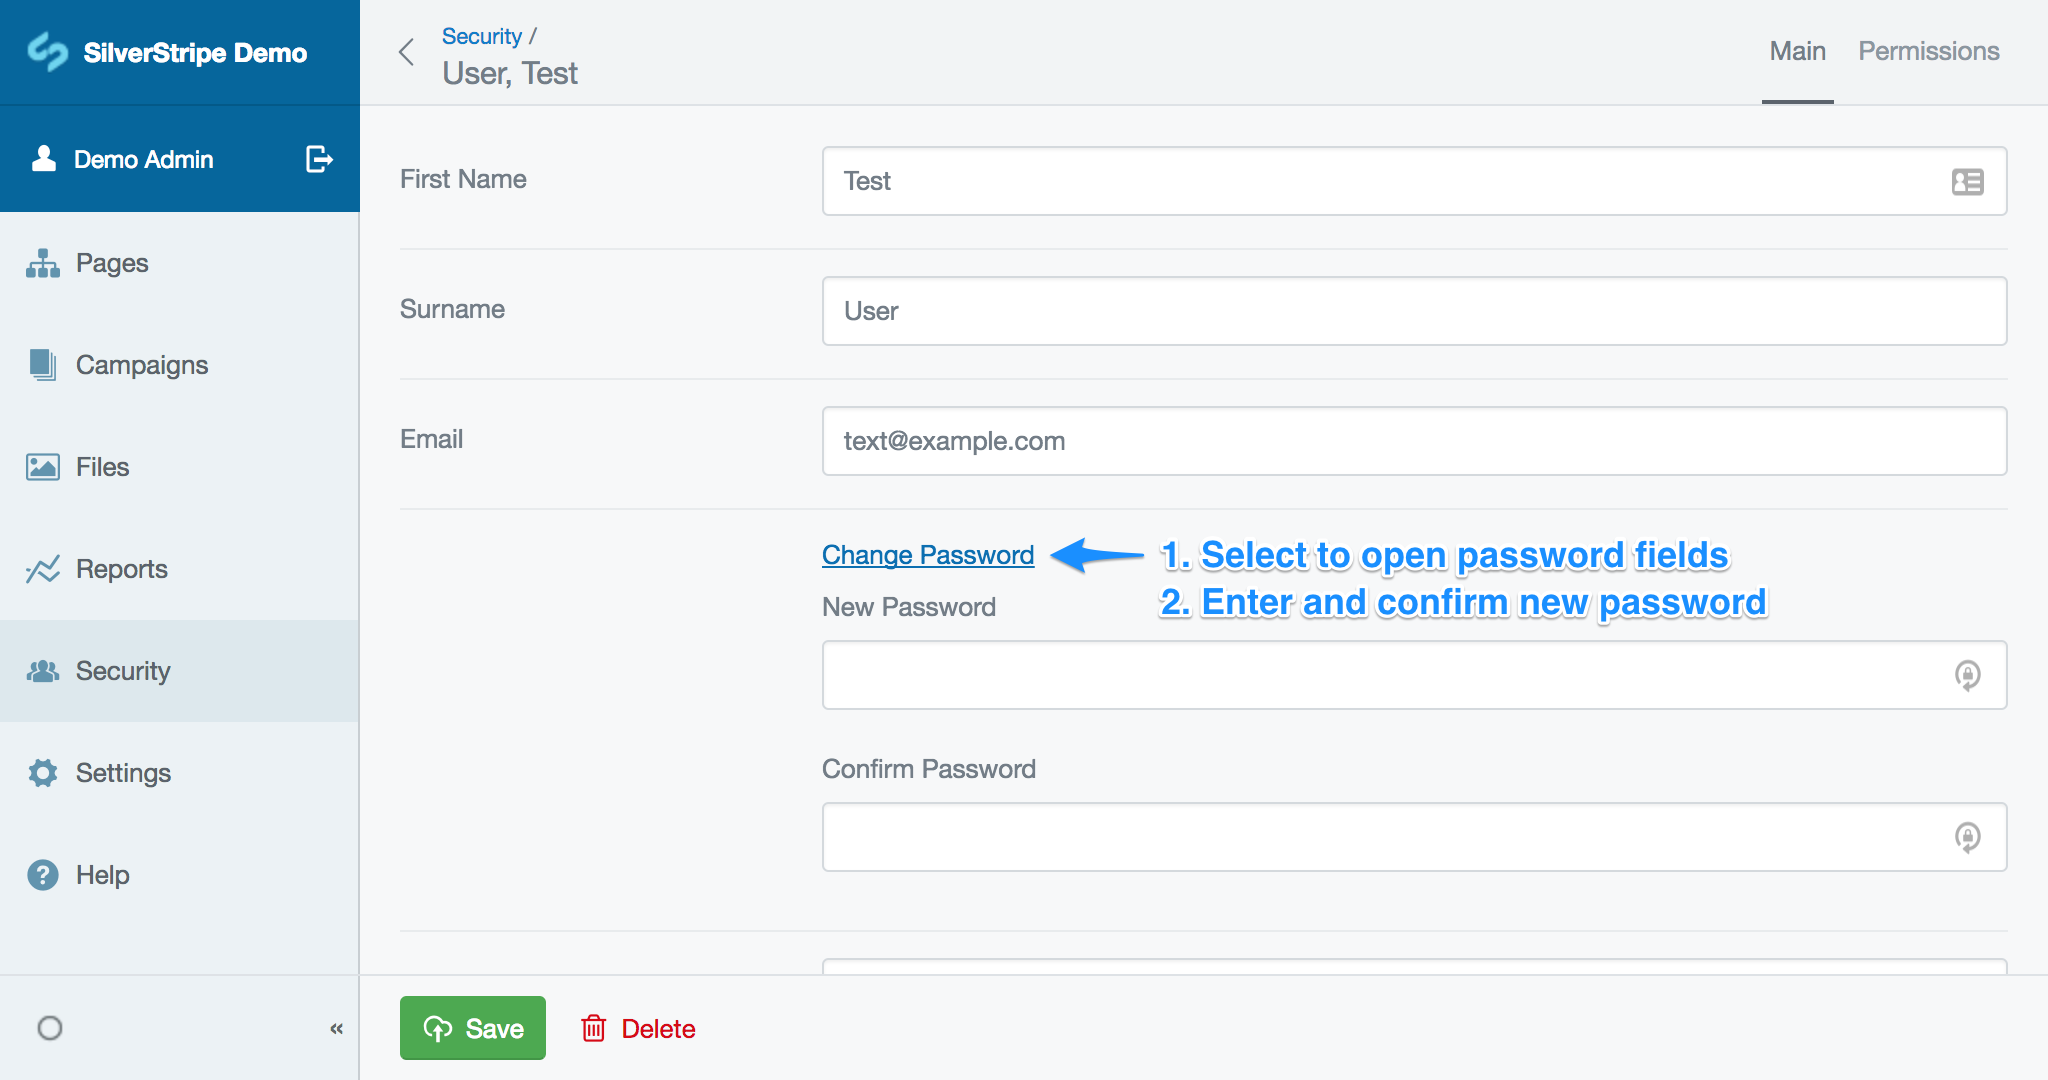 SilverStripe Demo
Demo Admin
Pages
Campaigns
Files
Reports
Security
Settings
Help
«
Security /
User, Test
Main
Permissions
First Name
Test
Surname
User
Email
text@example.com
Change Password
1. Select to open password fields
2. Enter and confirm new password
New Password
Confirm Password
Save
Delete